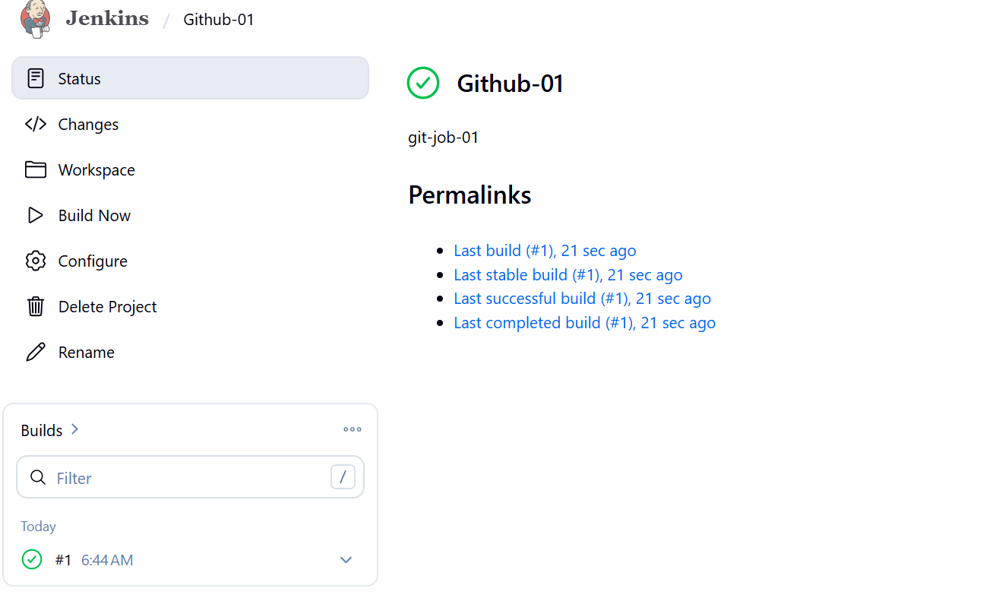 Jenkins / Github-01
Status
Changes
Workspace
Build Now
Configure
Delete Project
Rename
Builds
Filter /
Today
#1 6:44 AM
Github-01
git-job-01
Permalinks
Last build (#1), 21 sec ago
Last stable build (#1), 21 sec ago
Last successful build (#1), 21 sec ago
Last completed build (#1), 21 sec ago